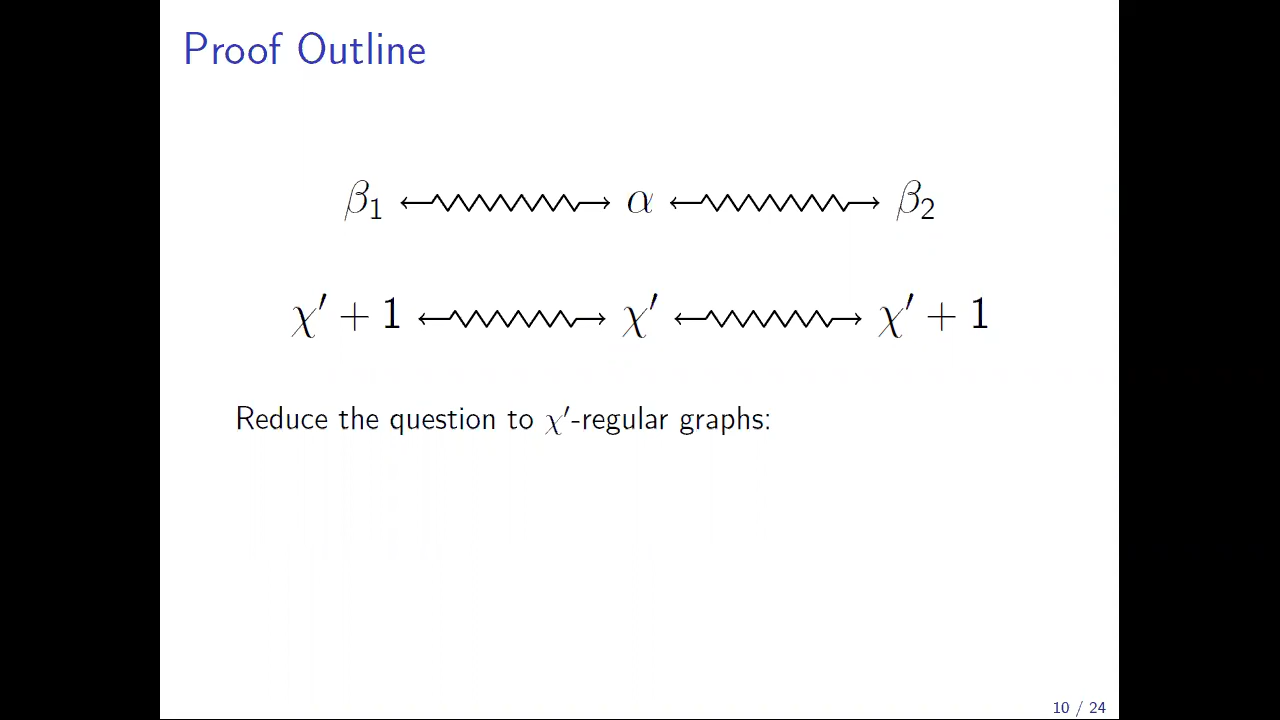 Proof Outline
β₁ ⟷ α ⟷ β₂
χ′ + 1 ⟷ χ′ ⟷ χ′ + 1
Reduce the question to χ′-regular graphs:
10 / 24